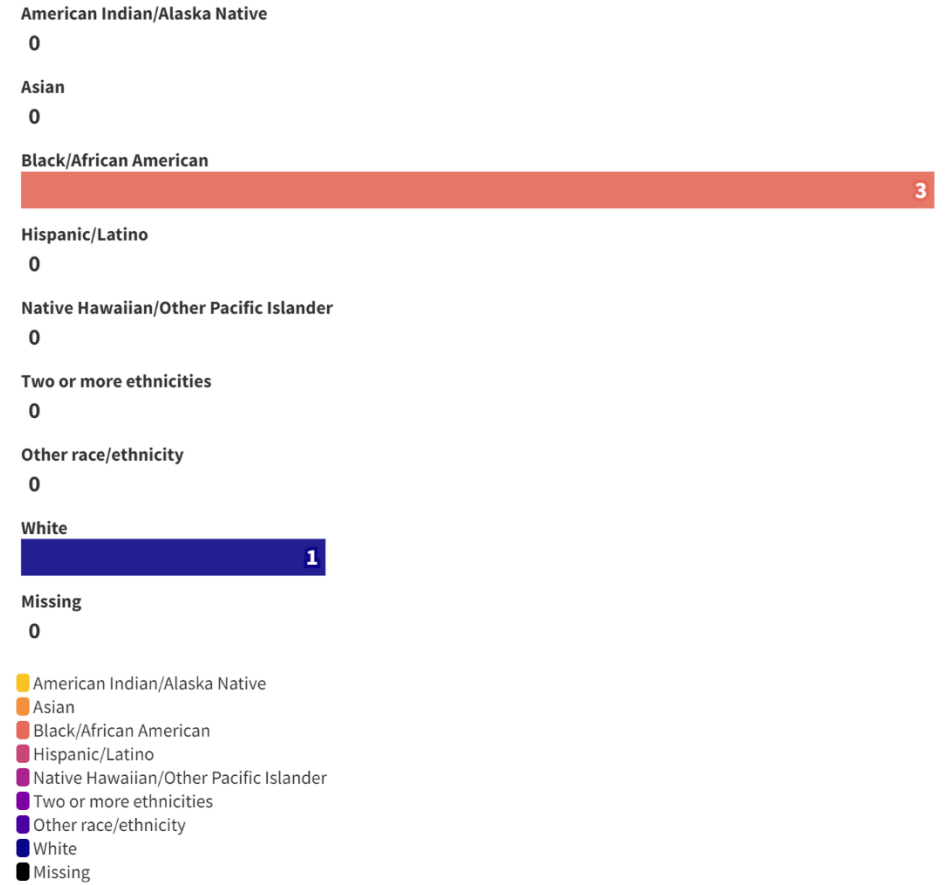 American Indian/Alaska Native
0
Asian
0
Black/African American
3
Hispanic/Latino
0
Native Hawaiian/Other Pacific Islander
0
Two or more ethnicities
0
Other race/ethnicity
0
White
1
Missing
0
American Indian/Alaska Native
Asian
Black/African American
Hispanic/Latino
Native Hawaiian/Other Pacific Islander
Two or more ethnicities
Other race/ethnicity
White
Missing